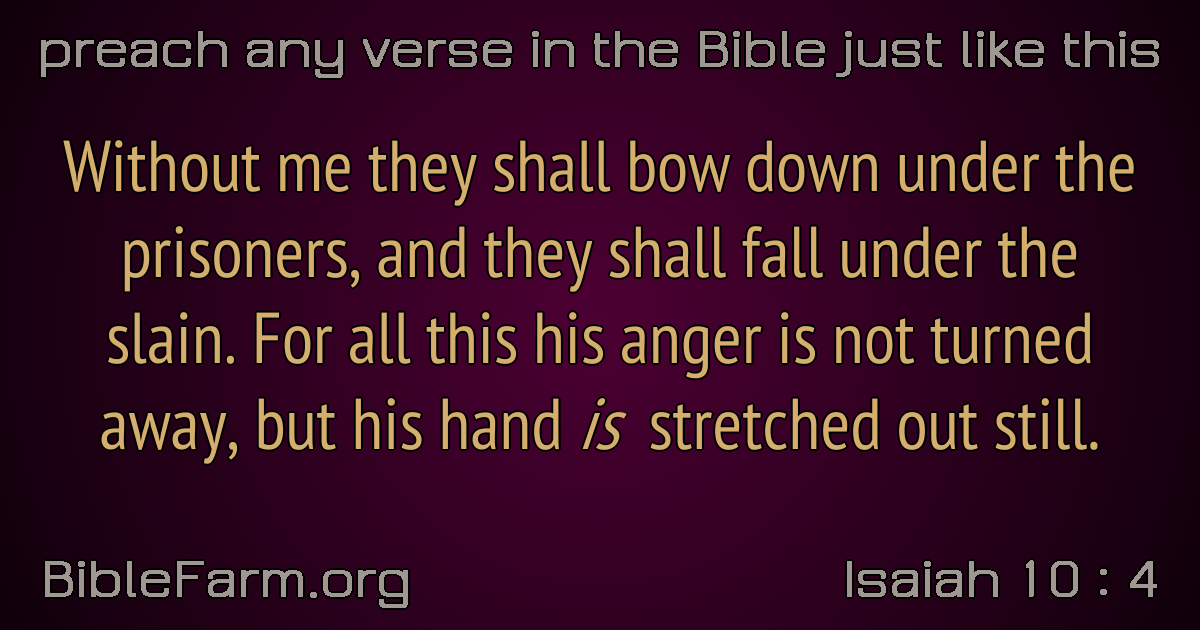 preach any verse in the Bible just like this
Without me they shall bow down under the
prisoners, and they shall fall under the
slain. For all this his anger is not turned
away, but his hand is stretched out still.
BibleFarm.org
Isaiah 10 : 4